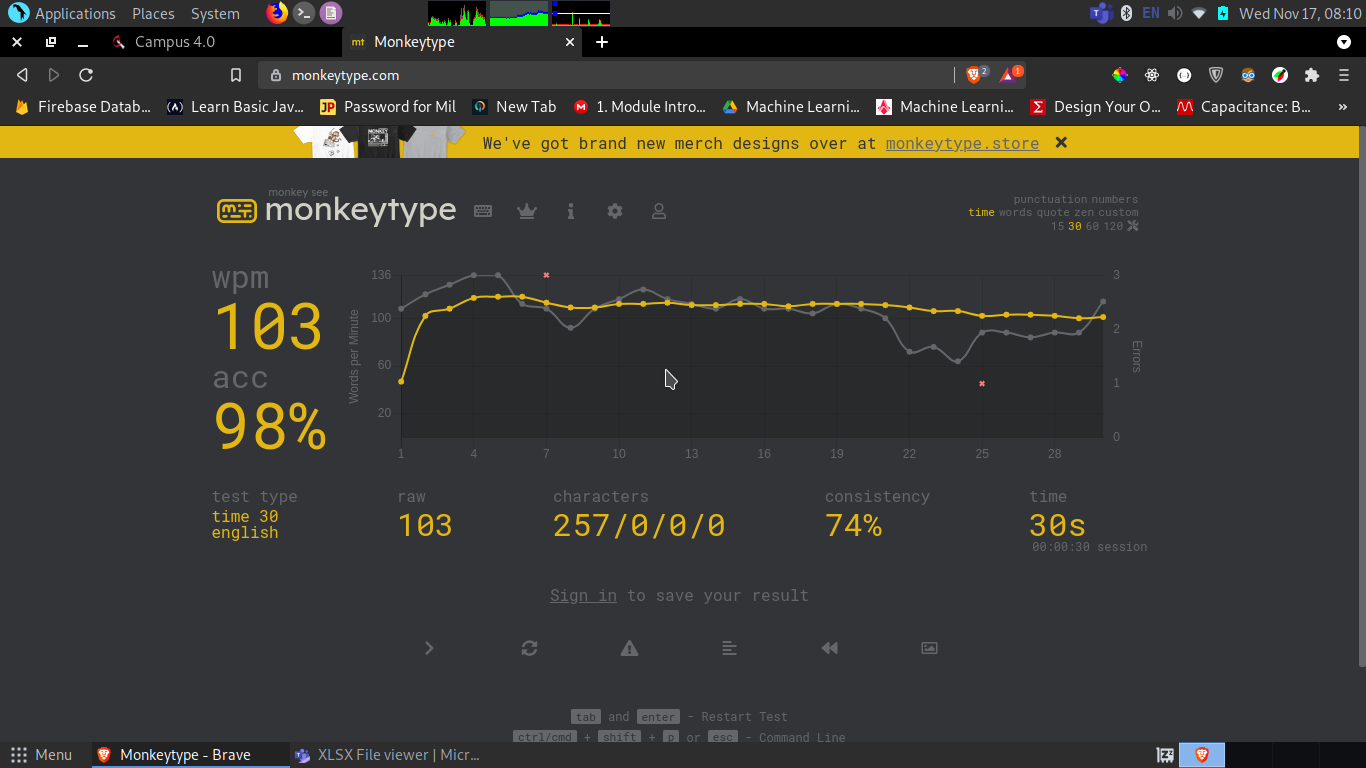 Applications Places System EN Wed Nov 17, 08:10
Campus 4.0 mt Monkeytype
monkeytype.com 2 1
Firebase Datab... Learn Basic Jav... JP Password for Mil New Tab 1. Module Intro... Machine Learni... Machine Learni... Design Your O... Capacitance: B... »
We've got brand new merch designs over at monkeytype.store
monkey see
monkeytype
punctuation numbers
time words quote zen custom
15 30 60 120
wpm
103
acc
98%
Words per Minute
136
100
60
20
1 4 7 10 13 16 19 22 25 28
3
2
1
0
Errors
test type
time 30
english
raw
103
characters
257/0/0/0
consistency
74%
time
30s
00:00:30 session
Sign in to save your result
tab and enter - Restart Test
ctrl/cmd + shift + p or esc - Command Line
Menu Monkeytype - Brave XLSX File viewer | Micr...